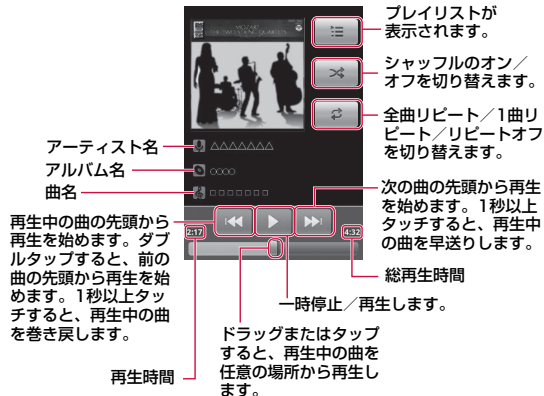 プレイリストが
表示されます。
シャッフルのオン／
オフを切り替えます。
全曲リピート／1曲リ
ピート／リピートオフ
を切り替えます。
MOZART
アーティスト名
△△△△△△△
アルバム名
○○○○
曲名
□□□□□□□
次の曲の先頭から再生
を始めます。1秒以上
タッチすると、再生中
の曲を早送りします。
再生中の曲の先頭から
再生を始めます。ダブ
ルタップすると、前の
曲の先頭から再生を始
めます。1秒以上タッ
チすると、再生中の曲
を巻き戻します。
2:17
4:32
総再生時間
一時停止／再生します。
ドラッグまたはタップ
すると、再生中の曲を
任意の場所から再生し
ます。
再生時間